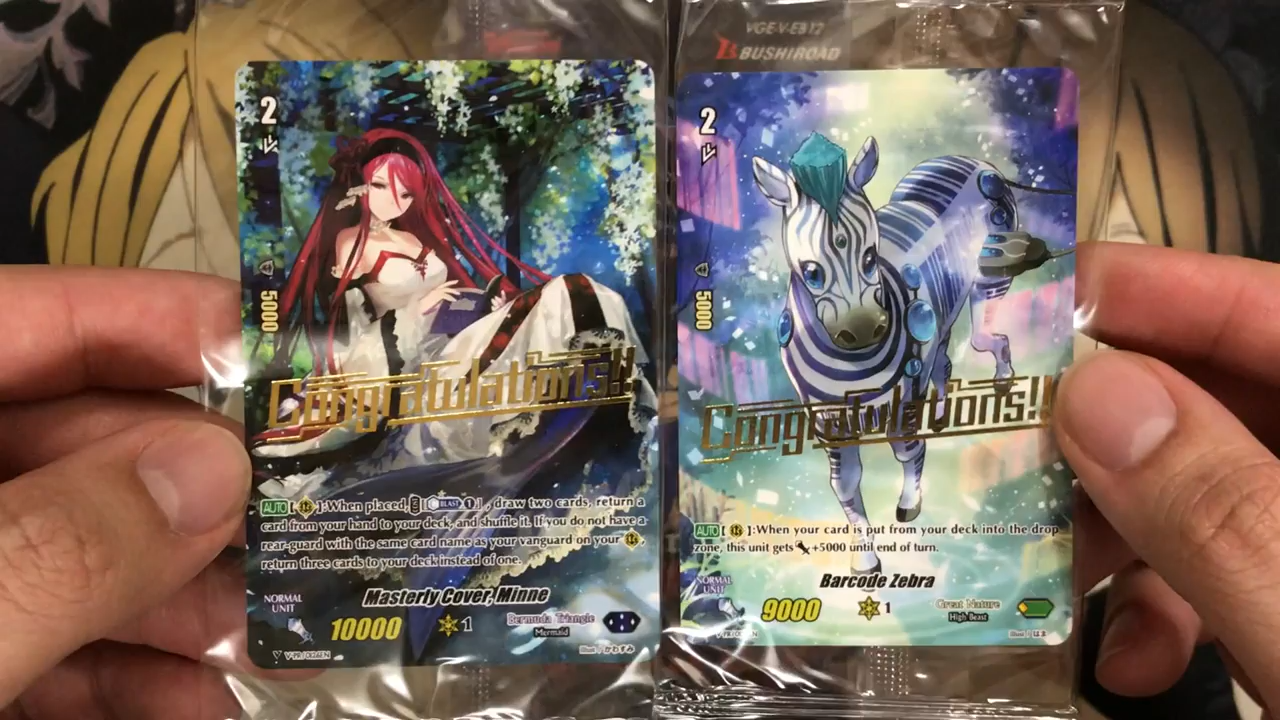 2
5000
Congratulations!!
AUTO [ ]:When placed, [ BLAST 1 ], draw two cards, return a
card from your hand to your deck, and shuffle it. If you do not have a
rear-guard with the same card name as your vanguard on your ,
return three cards to your deck instead of one.
NORMAL
UNIT
Masterly Cover, Minne
10000
1
Bermuda Triangle
Mermaid
Illust / かわすみ
VGE-V-EB12
BUSHIROAD
2
5000
Congratulations!!
AUTO [ ]:When your card is put from your deck into the drop
zone, this unit gets +5000 until end of turn.
NORMAL
UNIT
Barcode Zebra
9000
1
Great Nature
High Beast